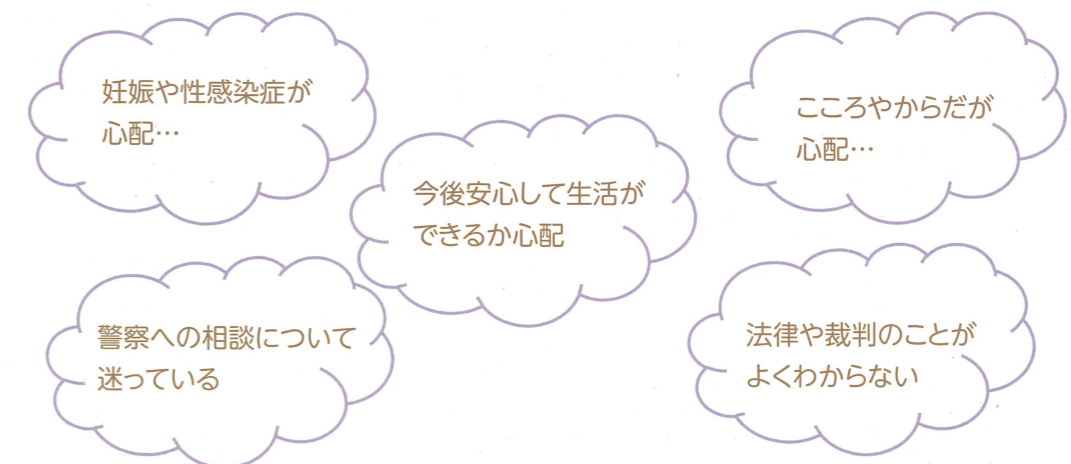 妊娠や性感染症が
心配…
こころやからだが
心配…
今後安心して生活が
できるか心配
警察への相談について
迷っている
法律や裁判のことが
よくわからない